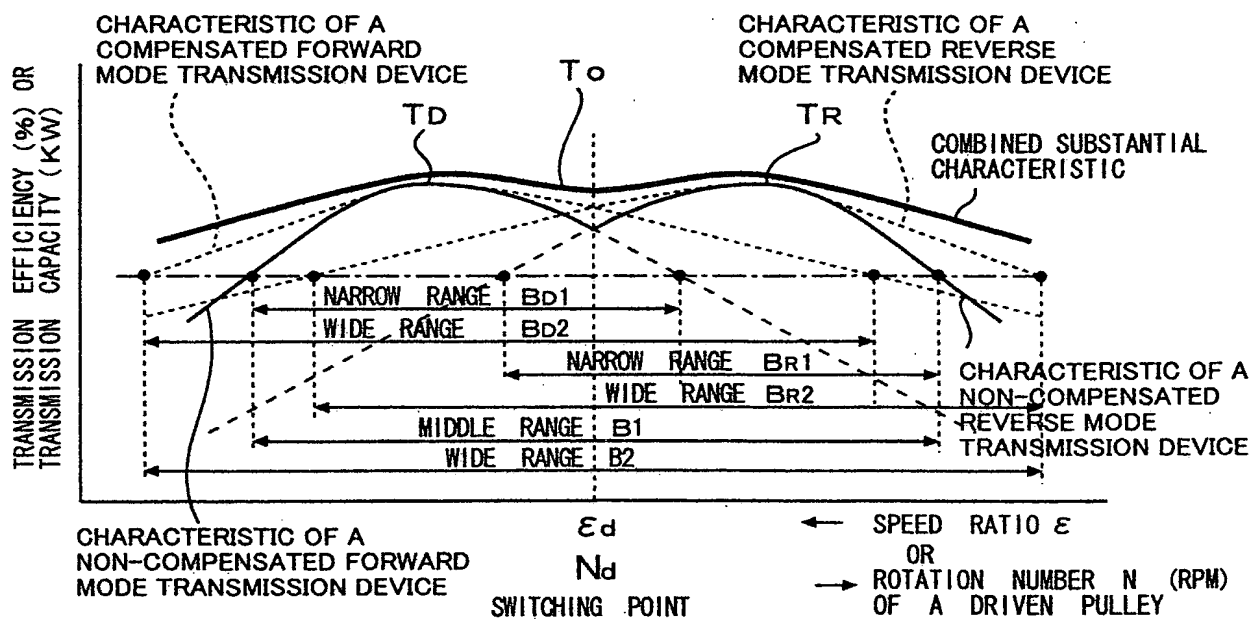 CHARACTERISTIC OF A
COMPENSATED FORWARD
MODE TRANSMISSION DEVICE
CHARACTERISTIC OF A
COMPENSATED REVERSE
MODE TRANSMISSION DEVICE
To
TD
TR
COMBINED SUBSTANTIAL
CHARACTERISTIC
TRANSMISSION EFFICIENCY (%) OR
TRANSMISSION CAPACITY (KW)
NARROW RANGE BD1
WIDE RANGE BD2
NARROW RANGE BR1
WIDE RANGE BR2
MIDDLE RANGE B1
WIDE RANGE B2
CHARACTERISTIC OF A
NON-COMPENSATED
REVERSE MODE
TRANSMISSION DEVICE
CHARACTERISTIC OF A
NON-COMPENSATED FORWARD
MODE TRANSMISSION DEVICE
εd
Nd
SWITCHING POINT
← SPEED RATIO ε
OR
→ ROTATION NUMBER N (RPM)
OF A DRIVEN PULLEY